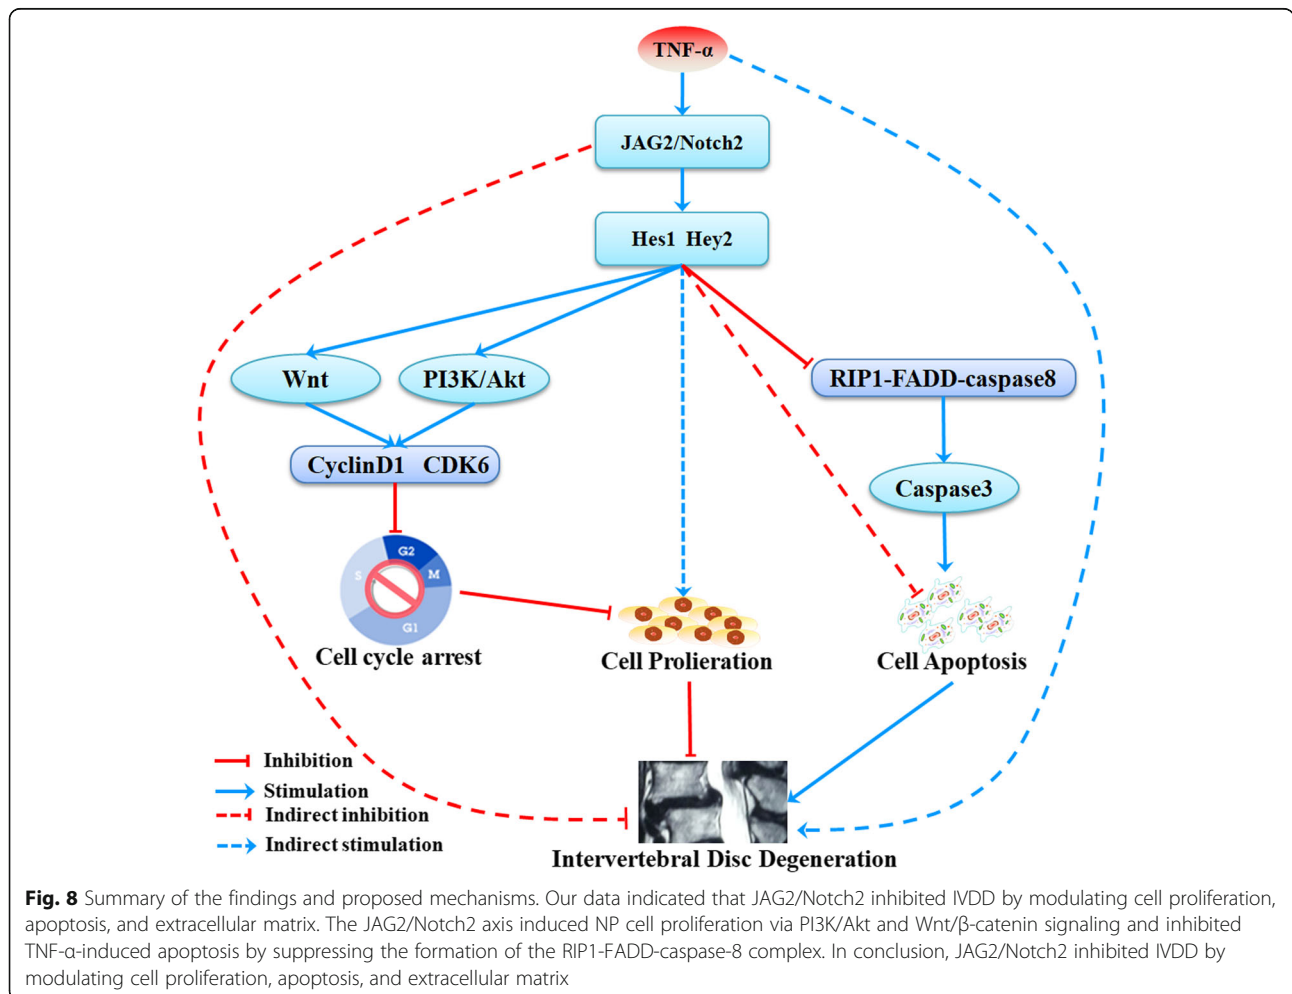 TNF-α
JAG2/Notch2
Hes1 Hey2
Wnt
PI3K/Akt
RIP1-FADD-caspase8
CyclinD1 CDK6
Caspase3
G2
S
M
G1
Cell cycle arrest
Cell Prolieration
Cell Apoptosis
Inhibition
Stimulation
Indirect inhibition
Indirect stimulation
Intervertebral Disc Degeneration
Fig. 8 Summary of the findings and proposed mechanisms. Our data indicated that JAG2/Notch2 inhibited IVDD by modulating cell proliferation,
apoptosis, and extracellular matrix. The JAG2/Notch2 axis induced NP cell proliferation via PI3K/Akt and Wnt/β-catenin signaling and inhibited
TNF-α-induced apoptosis by suppressing the formation of the RIP1-FADD-caspase-8 complex. In conclusion, JAG2/Notch2 inhibited IVDD by
modulating cell proliferation, apoptosis, and extracellular matrix